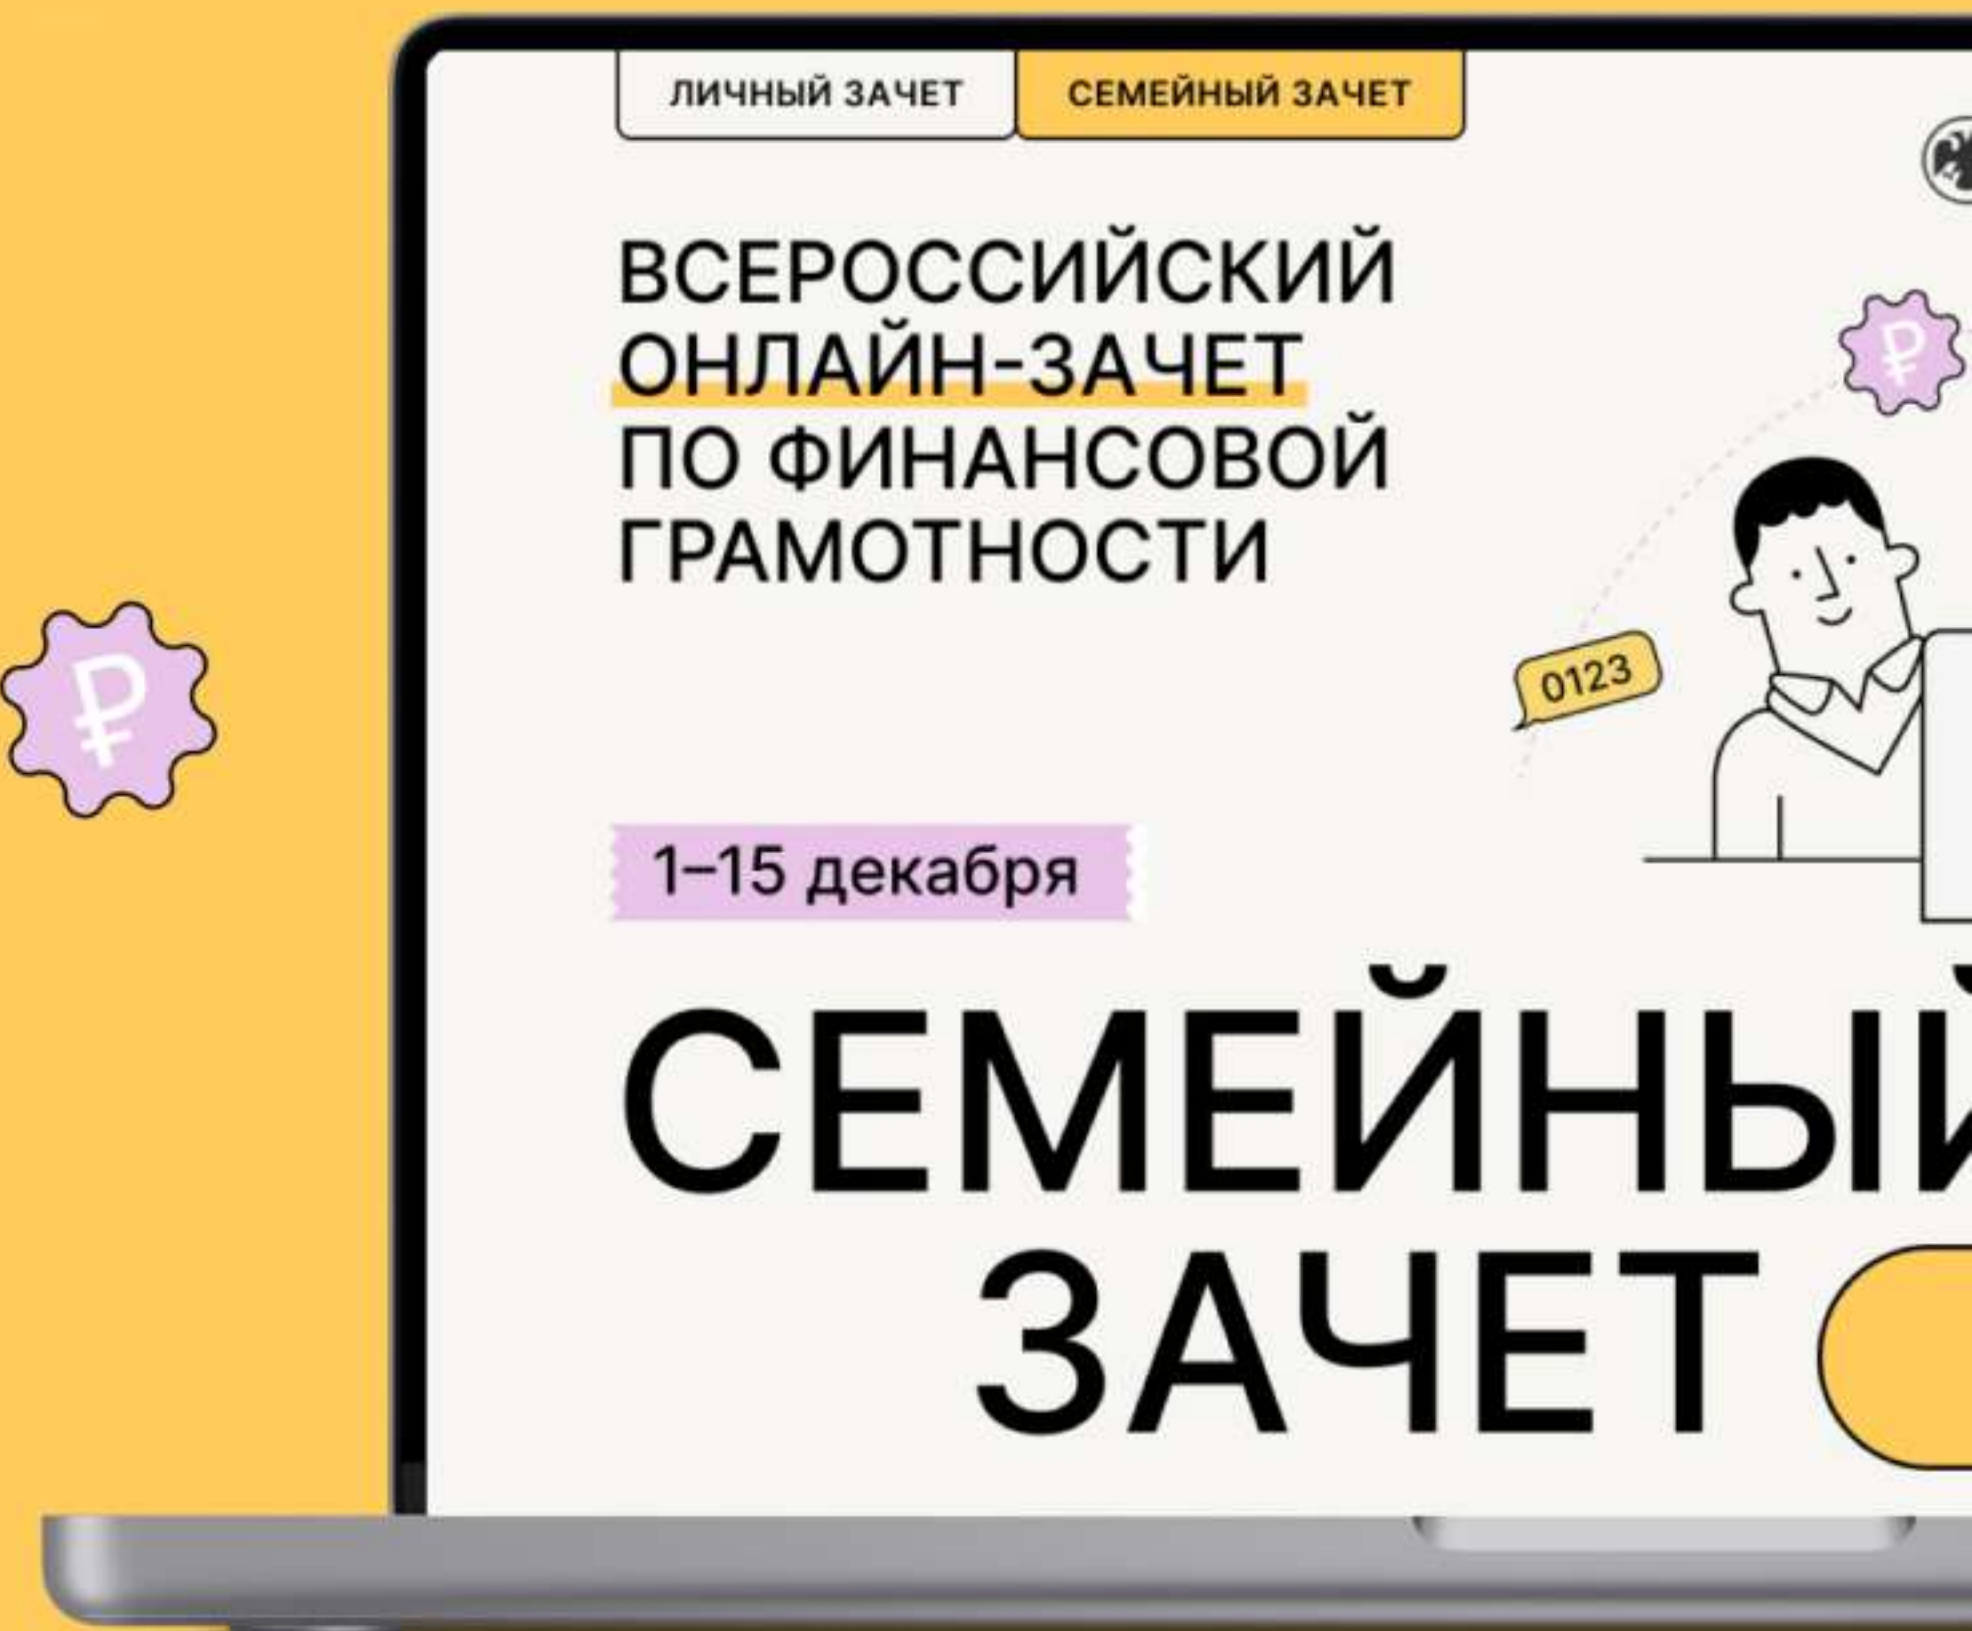 ЛИЧНЫЙ ЗАЧЕТ
СЕМЕЙНЫЙ ЗАЧЕТ
ВСЕРОССИЙСКИЙ
ОНЛАЙН-ЗАЧЕТ
ПО ФИНАНСОВОЙ
ГРАМОТНОСТИ
₽
0123
₽
1–15 декабря
СЕМЕЙНЫЙ
ЗАЧЕТ